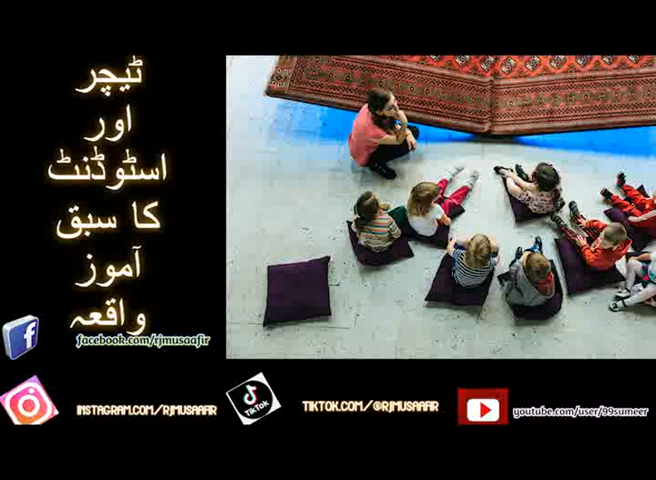 ٹیچر
اور
اسٹوڈنٹ
کا سبق
آموز
واقعہ
facebook.com/rjmusaafir
INSTAGRAM.COM/RJMUSAAFIR
TikTok
TIKTOK.COM/@RJMUSAAFIR
youtube.com/user/99sumeer